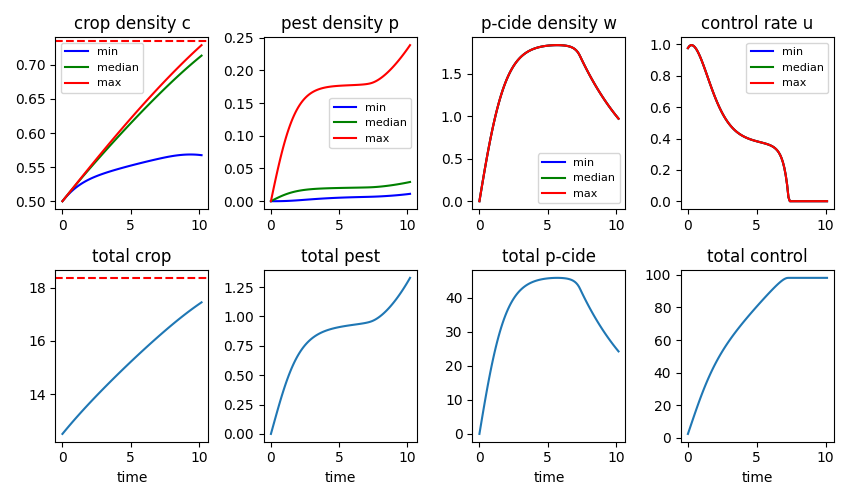 crop density c
pest density p
p-cide density w
control rate u
0.70
0.65
0.60
0.55
0.50
min
median
max
0
5
10
0.25
0.20
0.15
0.10
0.05
0.00
min
median
max
0
5
10
1.5
1.0
0.5
0.0
min
median
max
0
5
10
1.0
0.8
0.6
0.4
0.2
0.0
min
median
max
0
5
10
total crop
total pest
total p-cide
total control
18
16
14
0
5
10
time
1.25
1.00
0.75
0.50
0.25
0.00
0
5
10
time
40
30
20
10
0
0
5
10
time
100
80
60
40
20
0
0
5
10
time